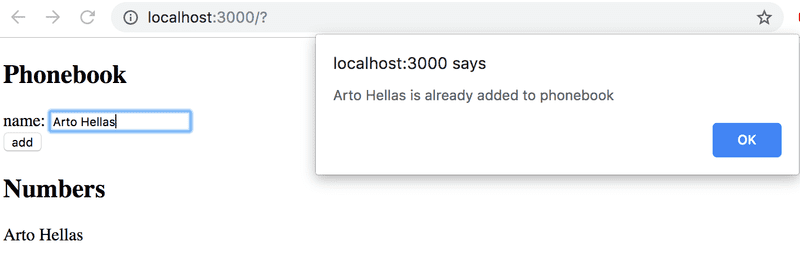 localhost:3000/?
localhost:3000 says
Arto Hellas is already added to phonebook
OK
Phonebook
name: Arto Hellas
add
Numbers
Arto Hellas